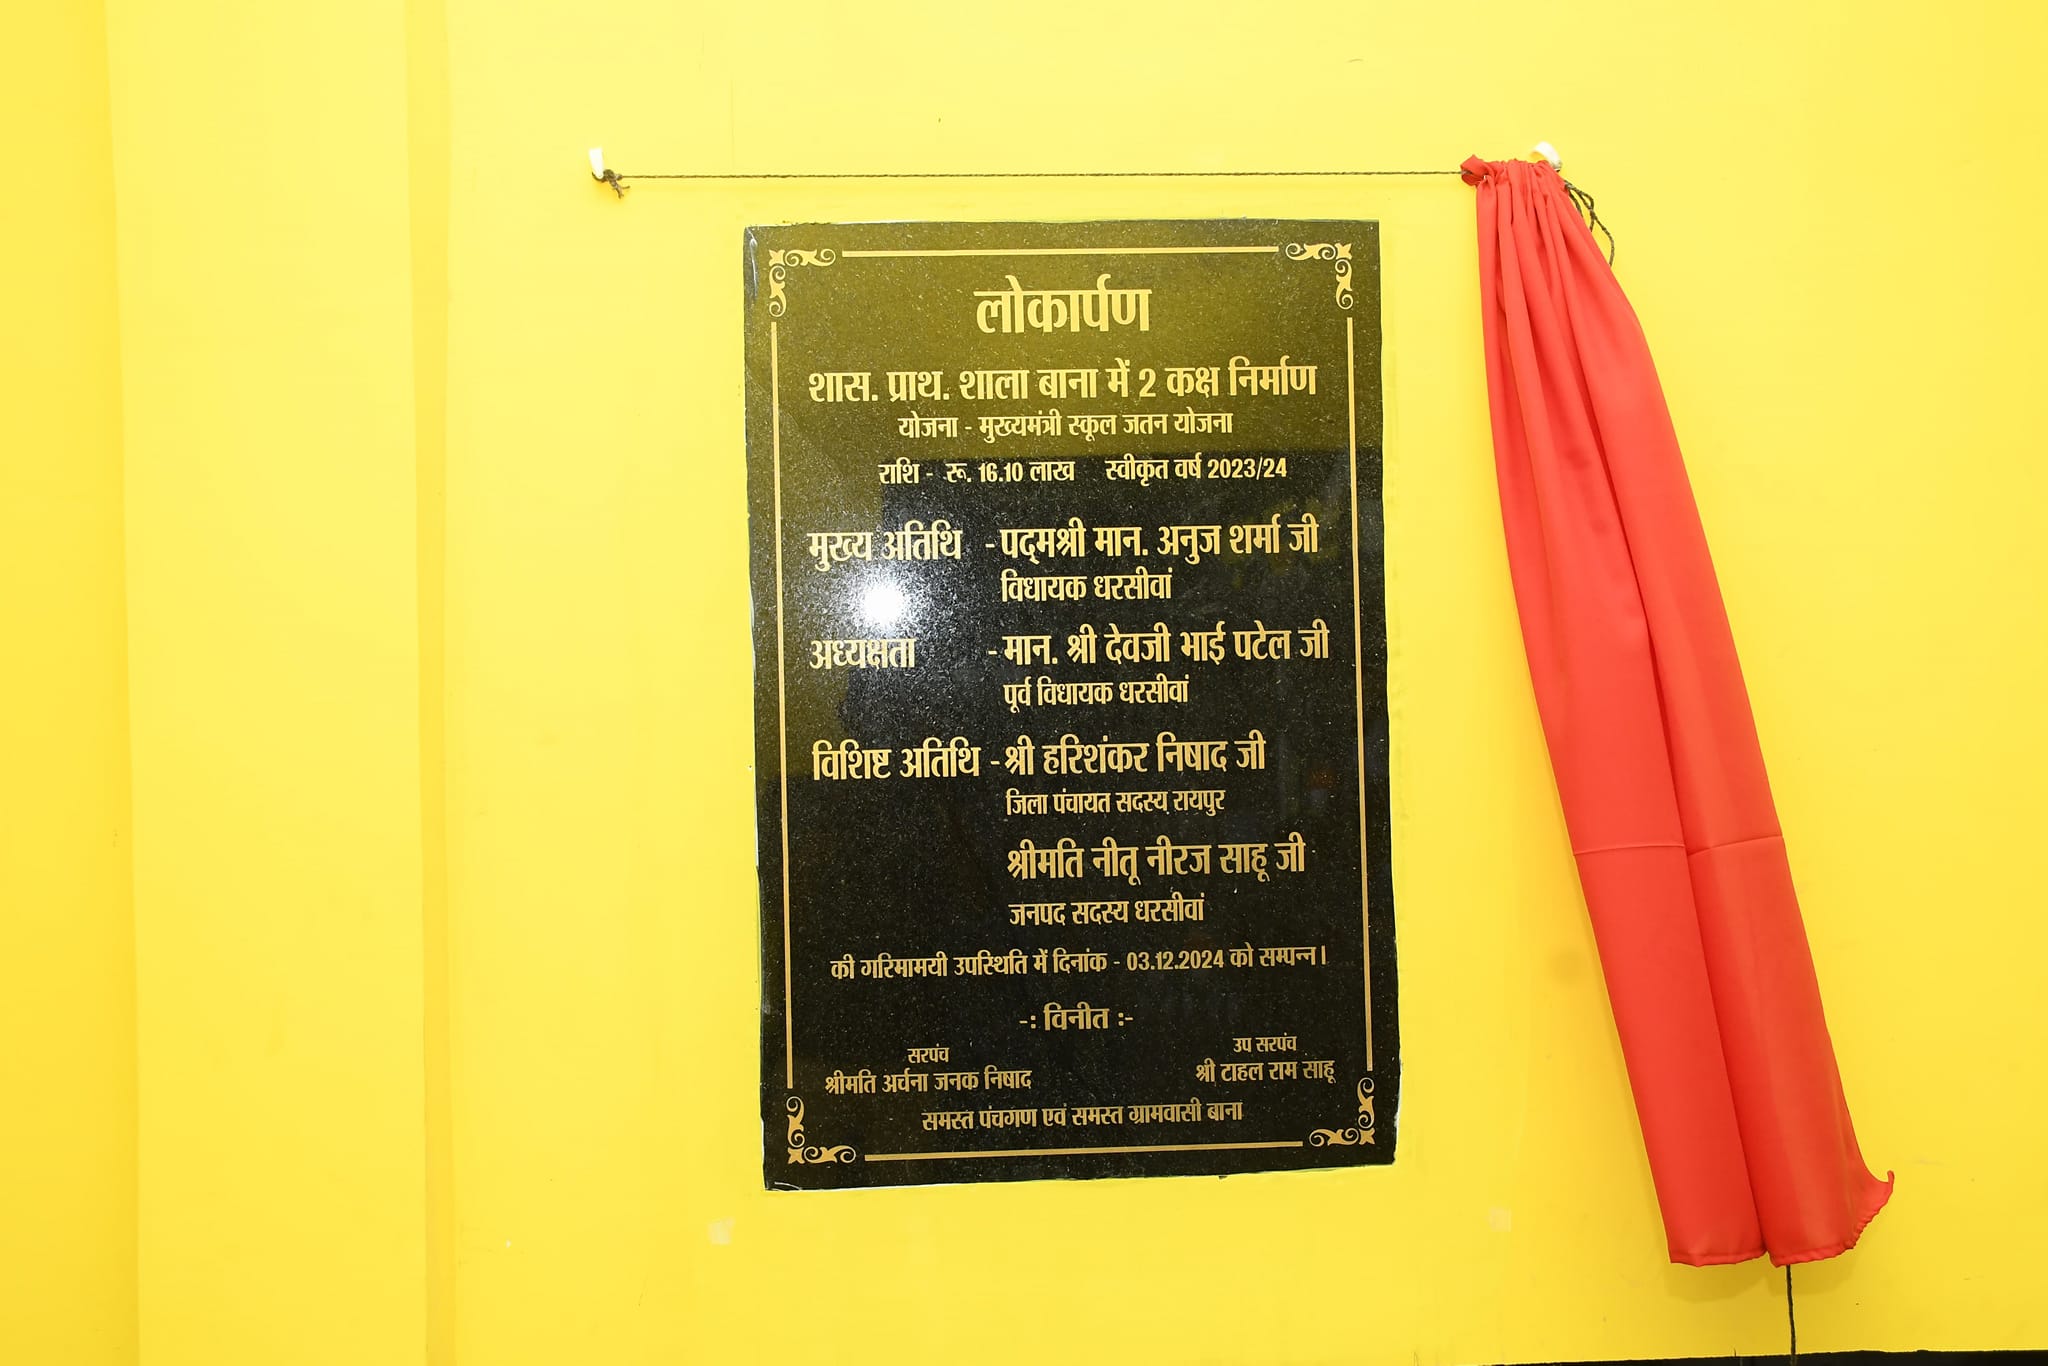 लोकार्पण
शास. प्राथ. शाला बाना में 2 कक्ष निर्माण
योजना - मुख्यमंत्री स्कूल जतन योजना
राशि - रू. 16.10 लाख स्वीकृत वर्ष 2023/24
मुख्य अतिथि - पद्मश्री मान. अनुज शर्मा जी
विधायक धरसीवां
अध्यक्षता - मान. श्री देवजी भाई पटेल जी
पूर्व विधायक धरसीवां
विशिष्ट अतिथि - श्री हरिशंकर निषाद जी
जिला पंचायत सदस्य रायपुर
श्रीमति नीतू नीरज साहू जी
जनपद सदस्य धरसीवां
की गरिमामयी उपस्थिति में दिनांक - 03.12.2024 को सम्पन्न।
-: विनीत :-
सरपंच
श्रीमति अर्चना जनक निषाद
उप सरपंच
श्री टाहल राम साहू
समस्त पंचगण एवं समस्त ग्रामवासी बाना